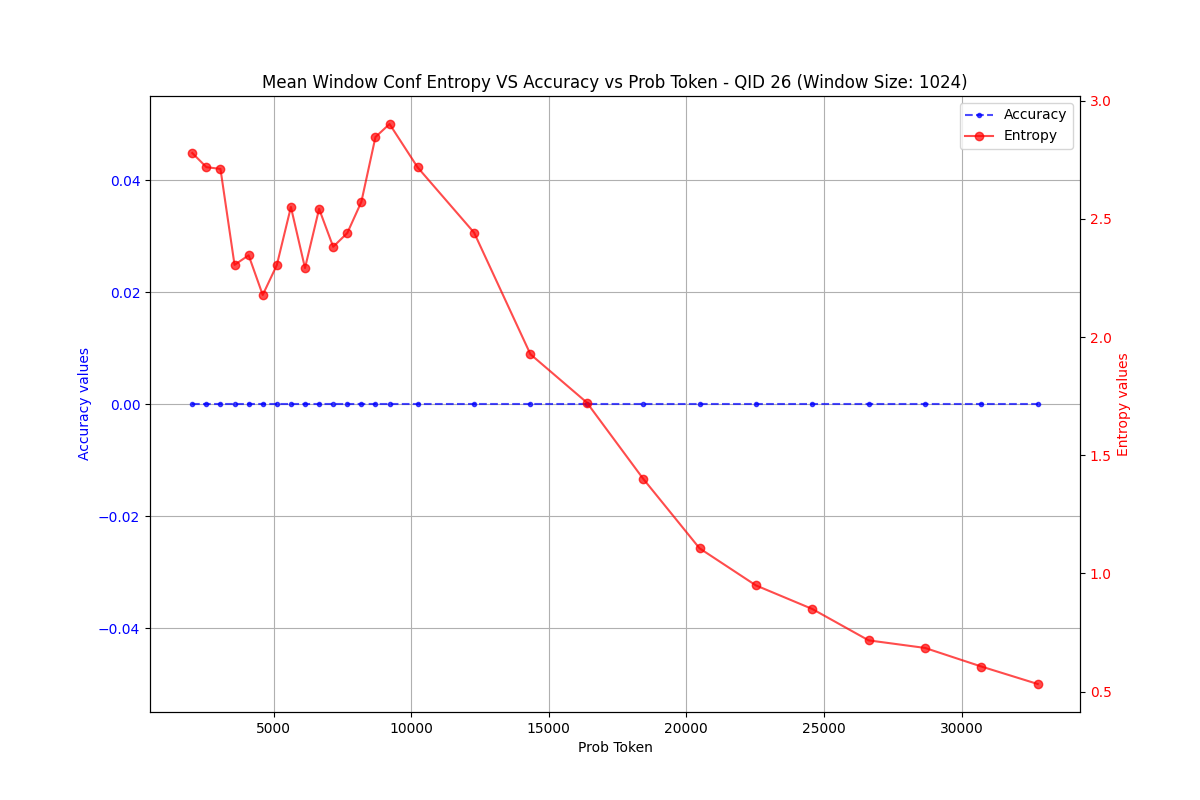 Mean Window Conf Entropy VS Accuracy vs Prob Token - QID 26 (Window Size: 1024)
Accuracy
Entropy
Accuracy values
0.04
0.02
0.00
−0.02
−0.04
3.0
2.5
2.0
1.5
1.0
0.5
Entropy values
5000 10000 15000 20000 25000 30000
Prob Token